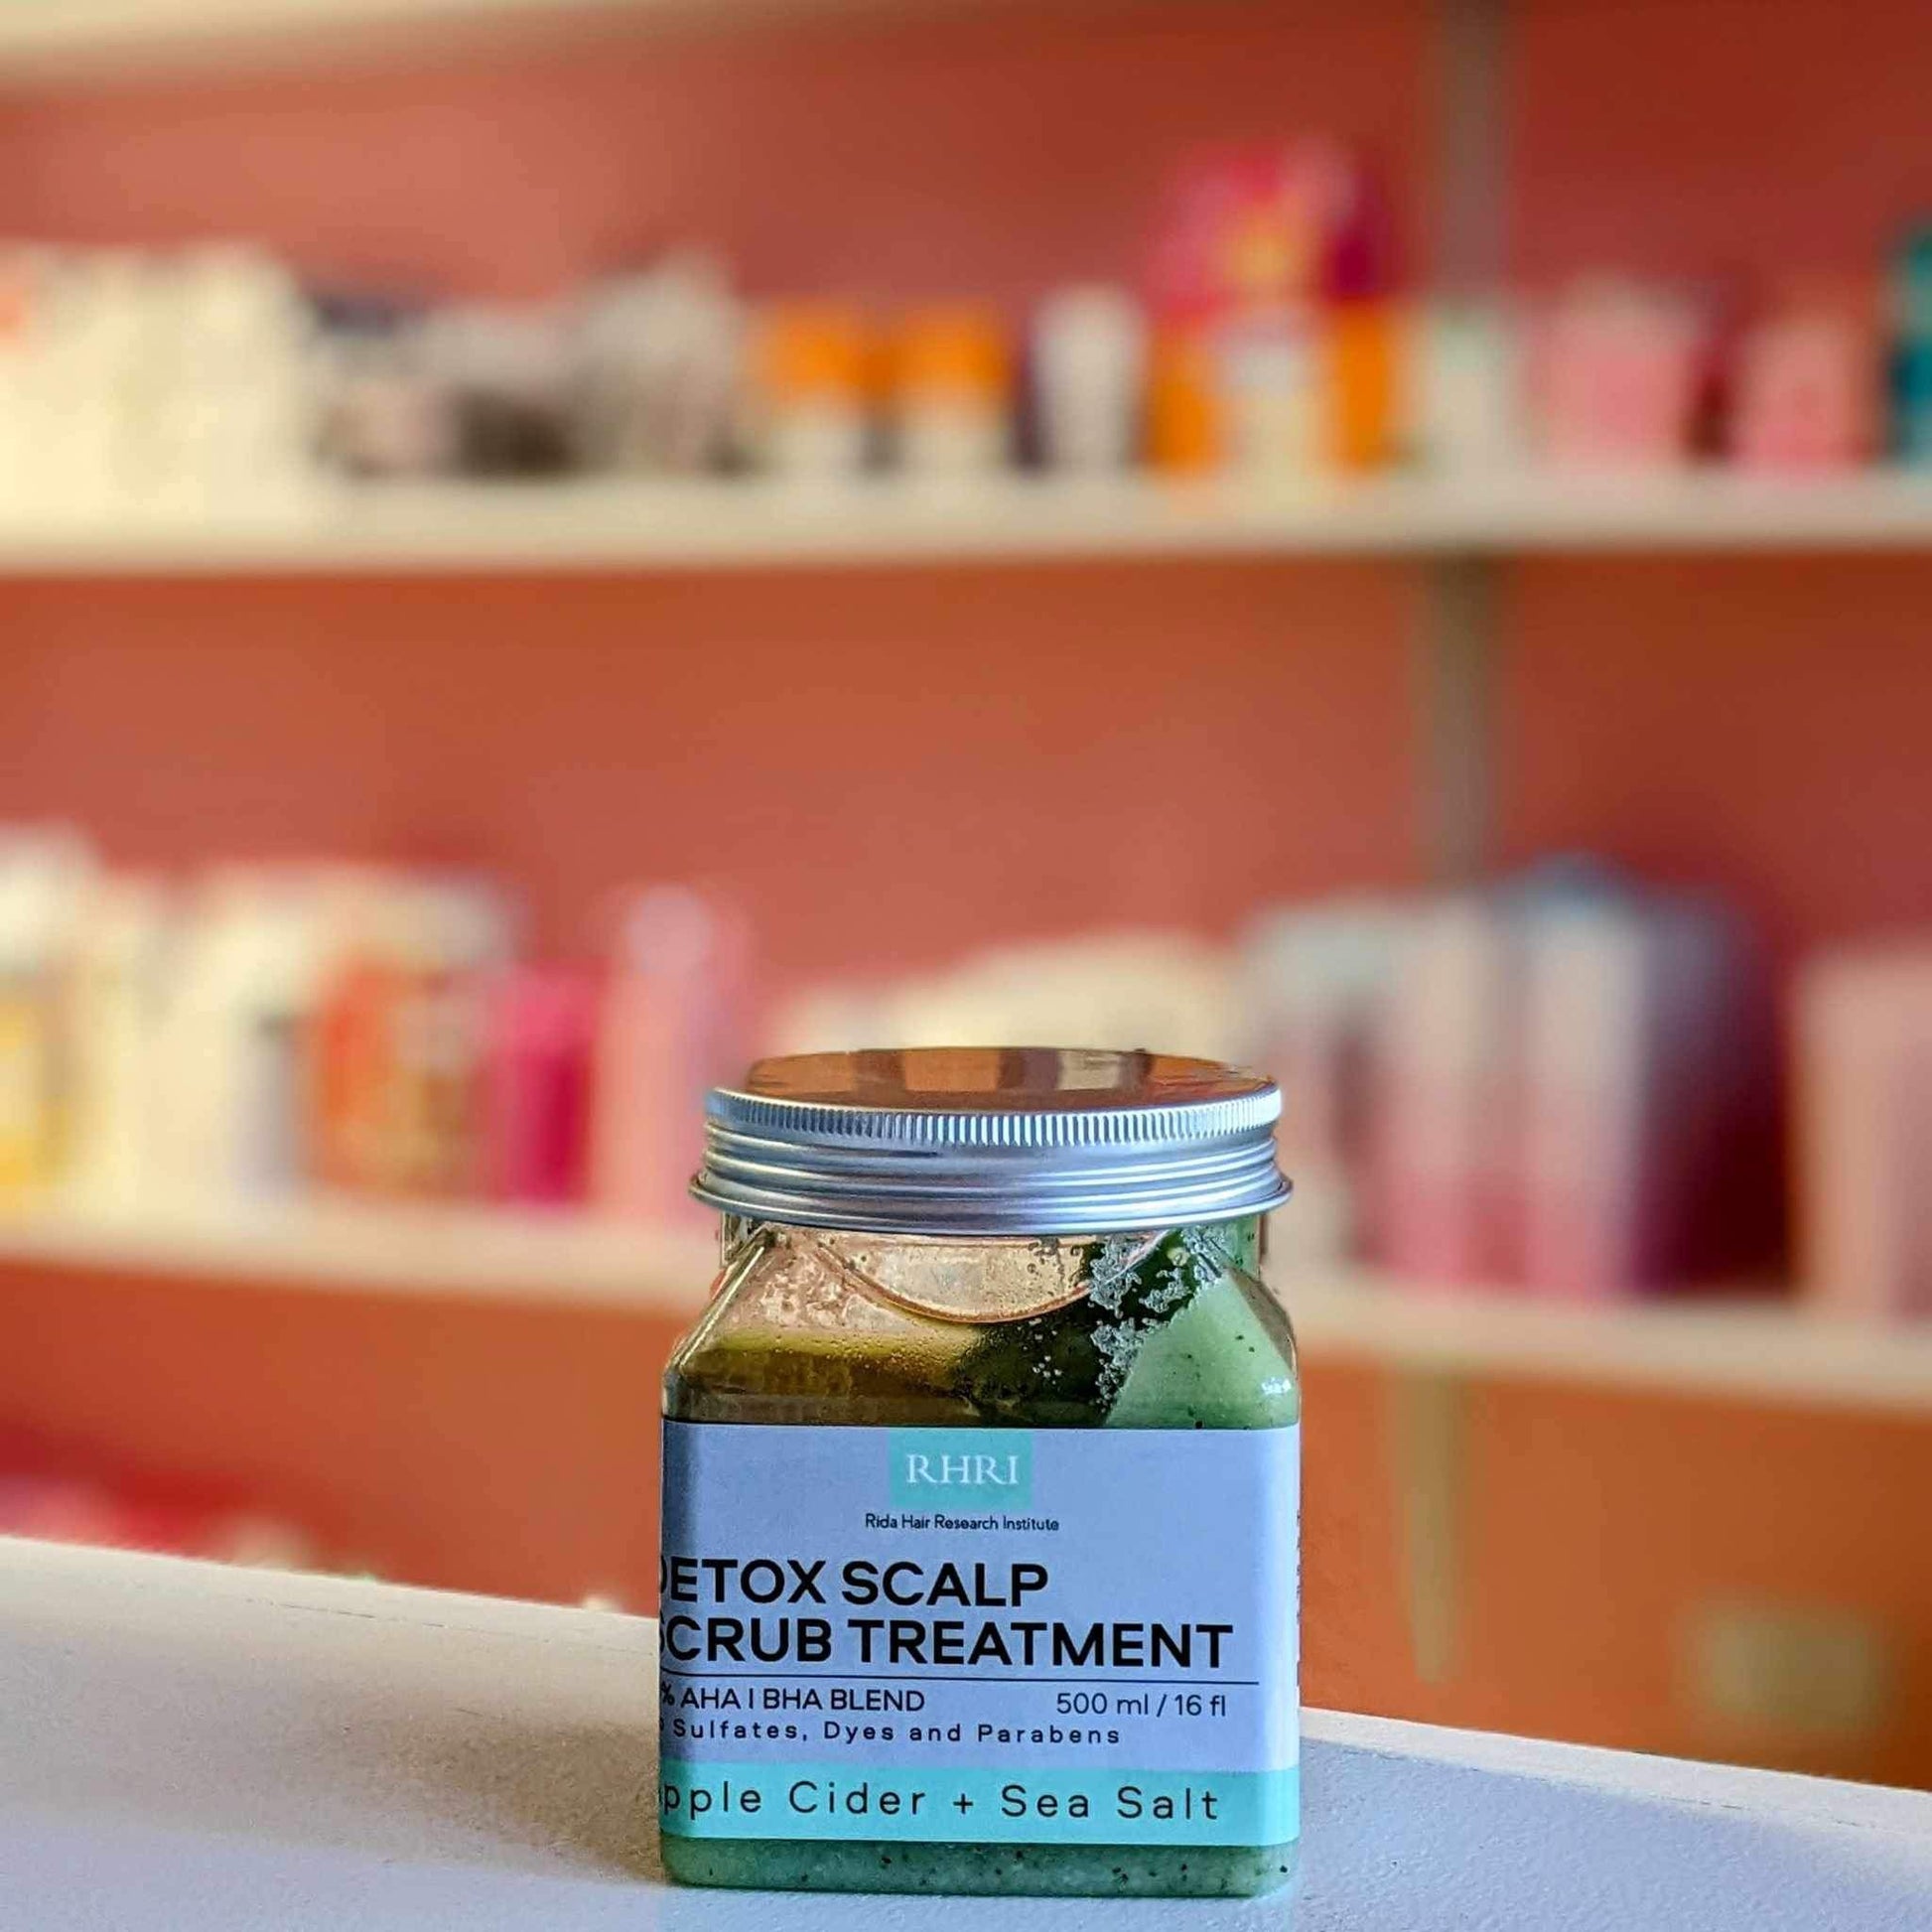 RHRI
Rida Hair Research Institute
DETOX SCALP
SCRUB TREATMENT
% AHA | BHA BLEND 500 ml / 16 fl
Sulfates, Dyes and Parabens
Apple Cider + Sea Salt